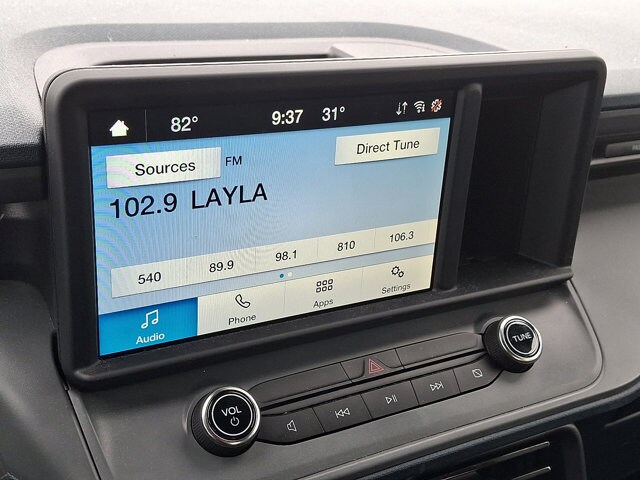 82° 9:37 31°
Sources FM Direct Tune
102.9 LAYLA
540 89.9 98.1 810 106.3
Audio Phone Apps Settings
VOL TUNE